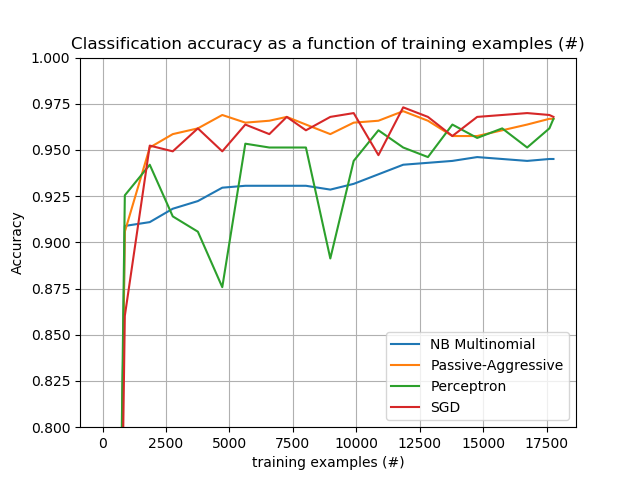 Classification accuracy as a function of training examples (#)
1.000
0.975
0.950
0.925
0.900
0.875
0.850
0.825
0.800
Accuracy
NB Multinomial
Passive-Aggressive
Perceptron
SGD
0 2500 5000 7500 10000 12500 15000 17500
training examples (#)